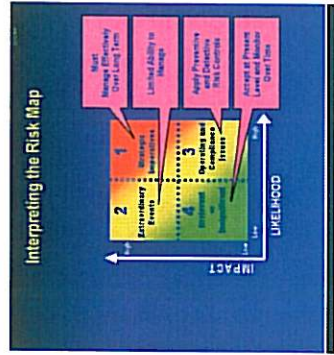 Interpreting the Risk Map
Must
Manage Effectively
Over Long Term
Limited Ability to
Manage
Apply Preventive
and Detective
Risk Controls
Accept at Present
Level and Monitor
Over Time
IMPACT
High
Low
2
Extraordinary
Events
1
Strategic
Imperatives
4
3
Operating and
Compliance
Issues
Low
High
LIKELIHOOD